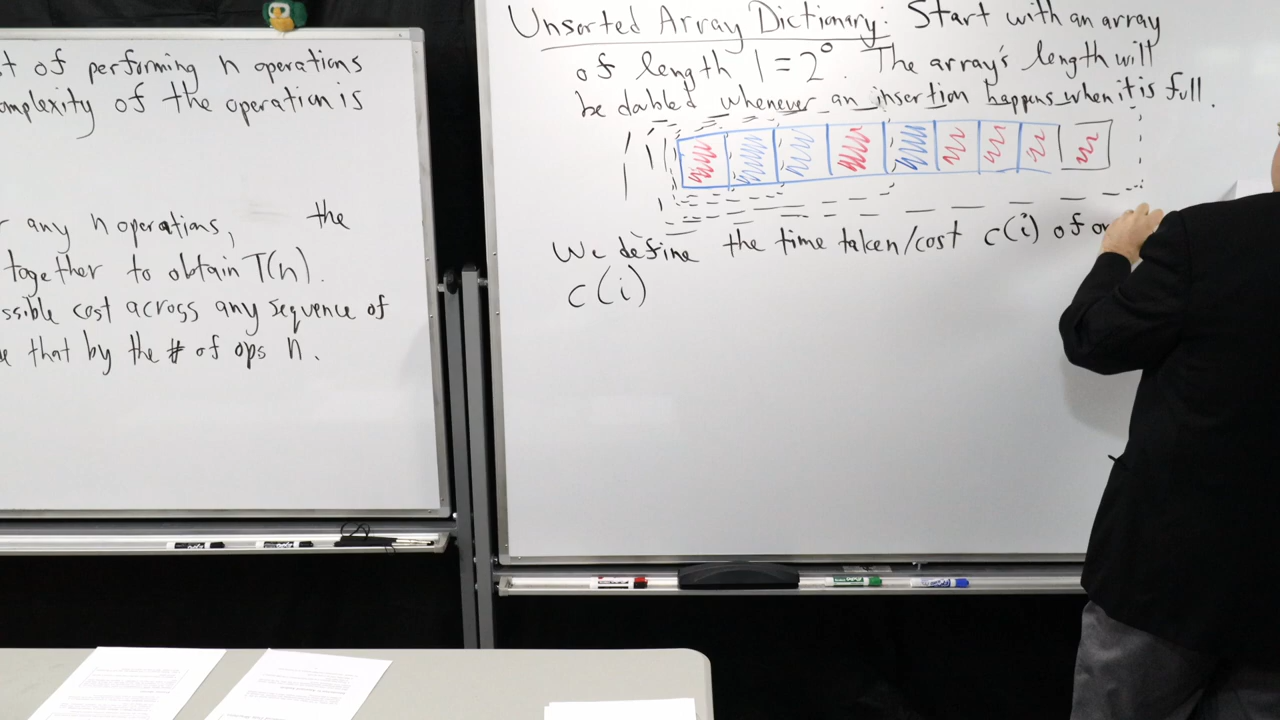 t of performing n operations
omplexity of the operation is
any n operations, the
together to obtain T(n).
ssible cost across any sequence of
that by the # of ops n.
Unsorted Array Dictionary: Start with an array
of length 1 = 2⁰. The array's length will
be doubled whenever an insertion happens when it is full.
We define the time taken/cost c(i) of
c(i)